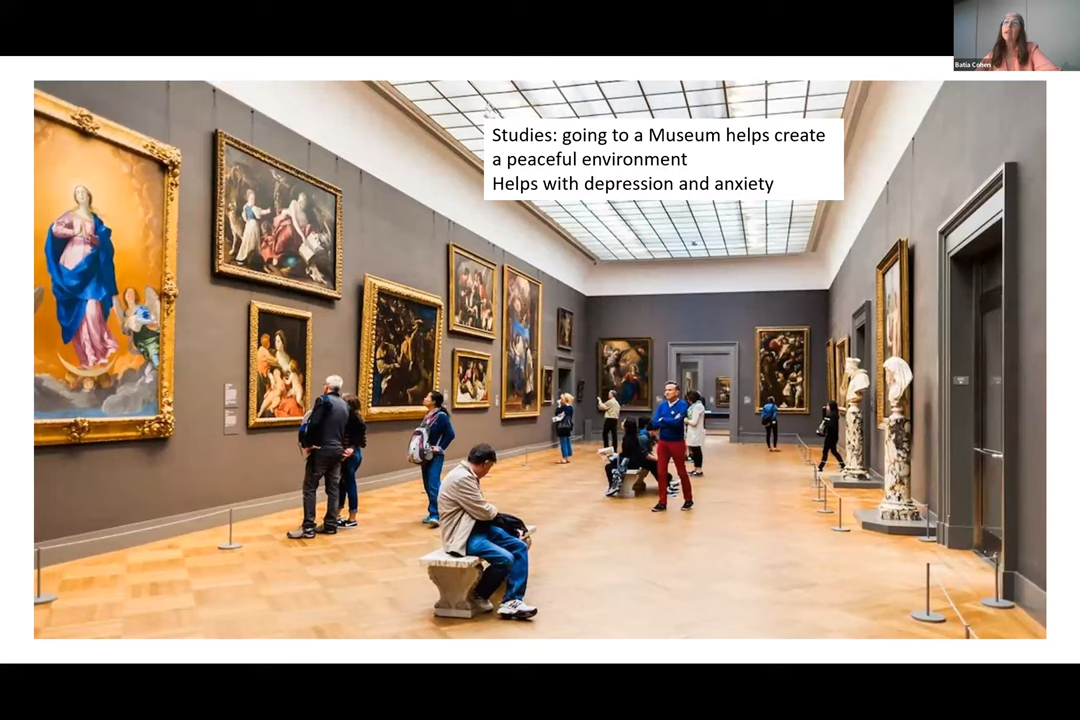 Batia Cohen
Studies: going to a Museum helps create
a peaceful environment
Helps with depression and anxiety